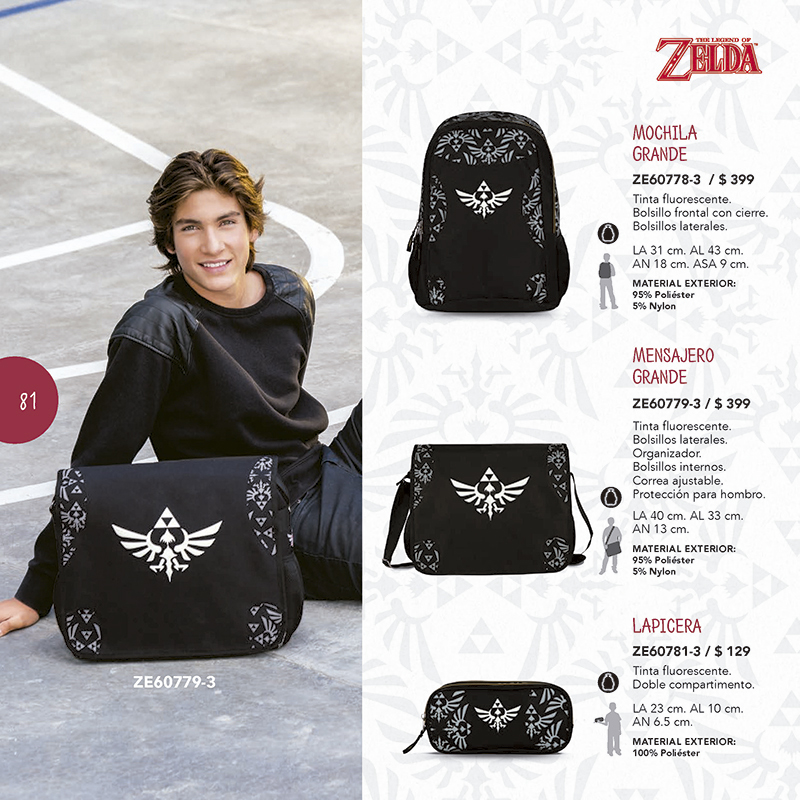 81
ZE60779-3
THE LEGEND OF
ZELDA™
MOCHILA
GRANDE
ZE60778-3 / $ 399
Tinta fluorescente.
Bolsillo frontal con cierre.
Bolsillos laterales.
LA 31 cm. AL 43 cm.
AN 18 cm. ASA 9 cm.
MATERIAL EXTERIOR:
95% Poliéster
5% Nylon
MENSAJERO
GRANDE
ZE60779-3 / $ 399
Tinta fluorescente.
Bolsillos laterales.
Organizador.
Bolsillos internos.
Correa ajustable.
Protección para hombro.
LA 40 cm. AL 33 cm.
AN 13 cm.
MATERIAL EXTERIOR:
95% Poliéster
5% Nylon
LAPICERA
ZE60781-3 / $ 129
Tinta fluorescente.
Doble compartimento.
LA 23 cm. AL 10 cm.
AN 6.5 cm.
MATERIAL EXTERIOR:
100% Poliéster